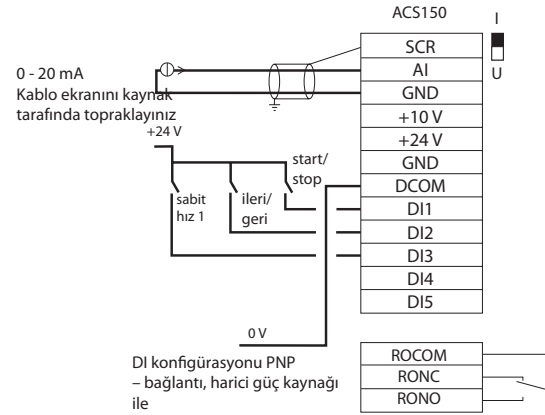 ACS150
I
SCR
0 - 20 mA
AI
U
Kablo ekranını kaynak
GND
tarafında topraklayınız
+10 V
+24 V
+24 V
start/
stop
GND
DCOM
sabit
hız 1
ileri/
geri
DI1
DI2
DI3
DI4
DI5
0 V
DI konfigürasyonu PNP
– bağlantı, harici güç kaynağı
ile
ROCOM
RONC
RONO